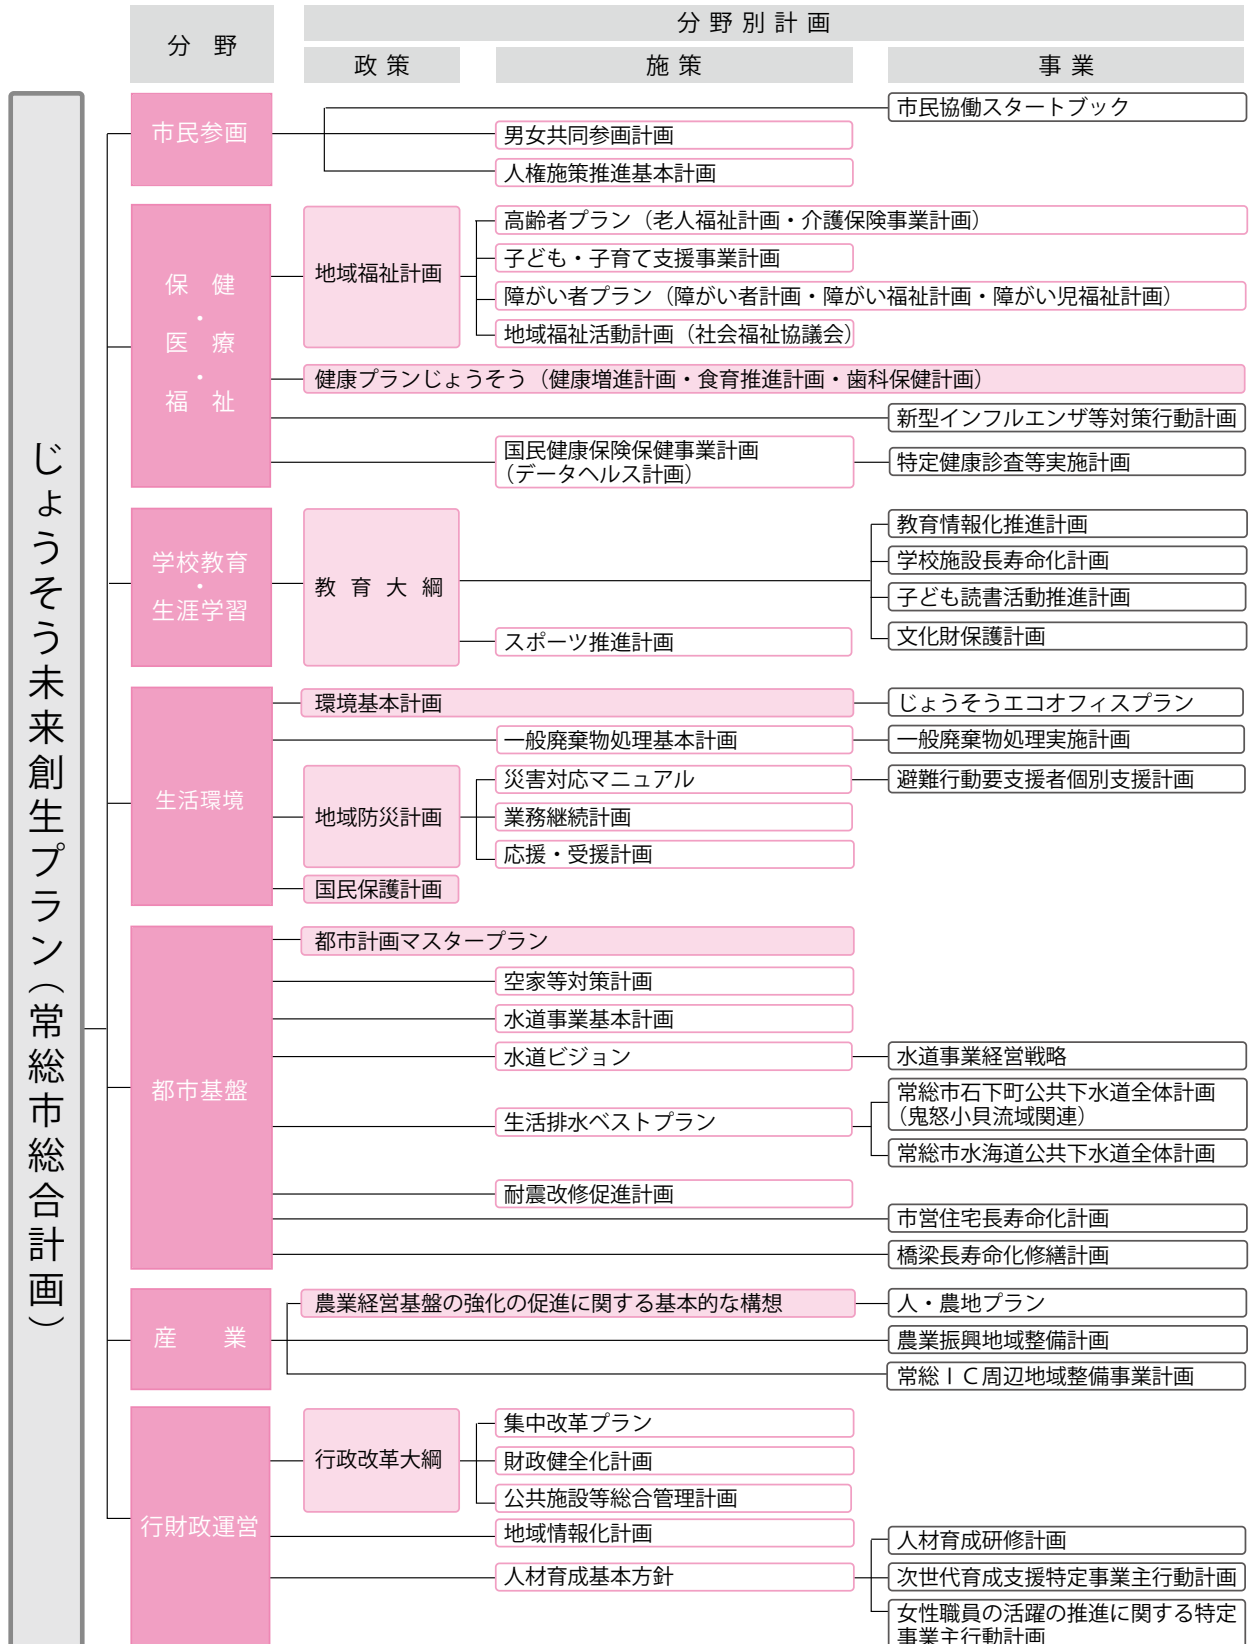 分野
分野別計画
政策
施策
事業
じょうそう未来創生プラン（常総市総合計画）
市民参画
市民協働スタートブック
男女共同参画計画
人権施策推進基本計画
保健
・
医療
・
福祉
地域福祉計画
高齢者プラン（老人福祉計画・介護保険事業計画）
子ども・子育て支援事業計画
障がい者プラン（障がい者計画・障がい福祉計画・障がい児福祉計画）
地域福祉活動計画（社会福祉協議会）
健康プランじょうそう（健康増進計画・食育推進計画・歯科保健計画）
新型インフルエンザ等対策行動計画
国民健康保険保健事業計画
（データヘルス計画）
特定健康診査等実施計画
学校教育
・
生涯学習
教育大綱
教育情報化推進計画
学校施設長寿命化計画
子ども読書活動推進計画
文化財保護計画
スポーツ推進計画
生活環境
環境基本計画
じょうそうエコオフィスプラン
一般廃棄物処理基本計画
一般廃棄物処理実施計画
地域防災計画
災害対応マニュアル
避難行動要支援者個別支援計画
業務継続計画
応援・受援計画
国民保護計画
都市基盤
都市計画マスタープラン
空家等対策計画
水道事業基本計画
水道ビジョン
水道事業経営戦略
生活排水ベストプラン
常総市石下町公共下水道全体計画
（鬼怒小貝流域関連）
常総市水海道公共下水道全体計画
耐震改修促進計画
市営住宅長寿命化計画
橋梁長寿命化修繕計画
産業
農業経営基盤の強化の促進に関する基本的な構想
人・農地プラン
農業振興地域整備計画
常総ＩＣ周辺地域整備事業計画
行財政運営
行政改革大綱
集中改革プラン
財政健全化計画
公共施設等総合管理計画
地域情報化計画
人材育成基本方針
人材育成研修計画
次世代育成支援特定事業主行動計画
女性職員の活躍の推進に関する特定
事業主行動計画